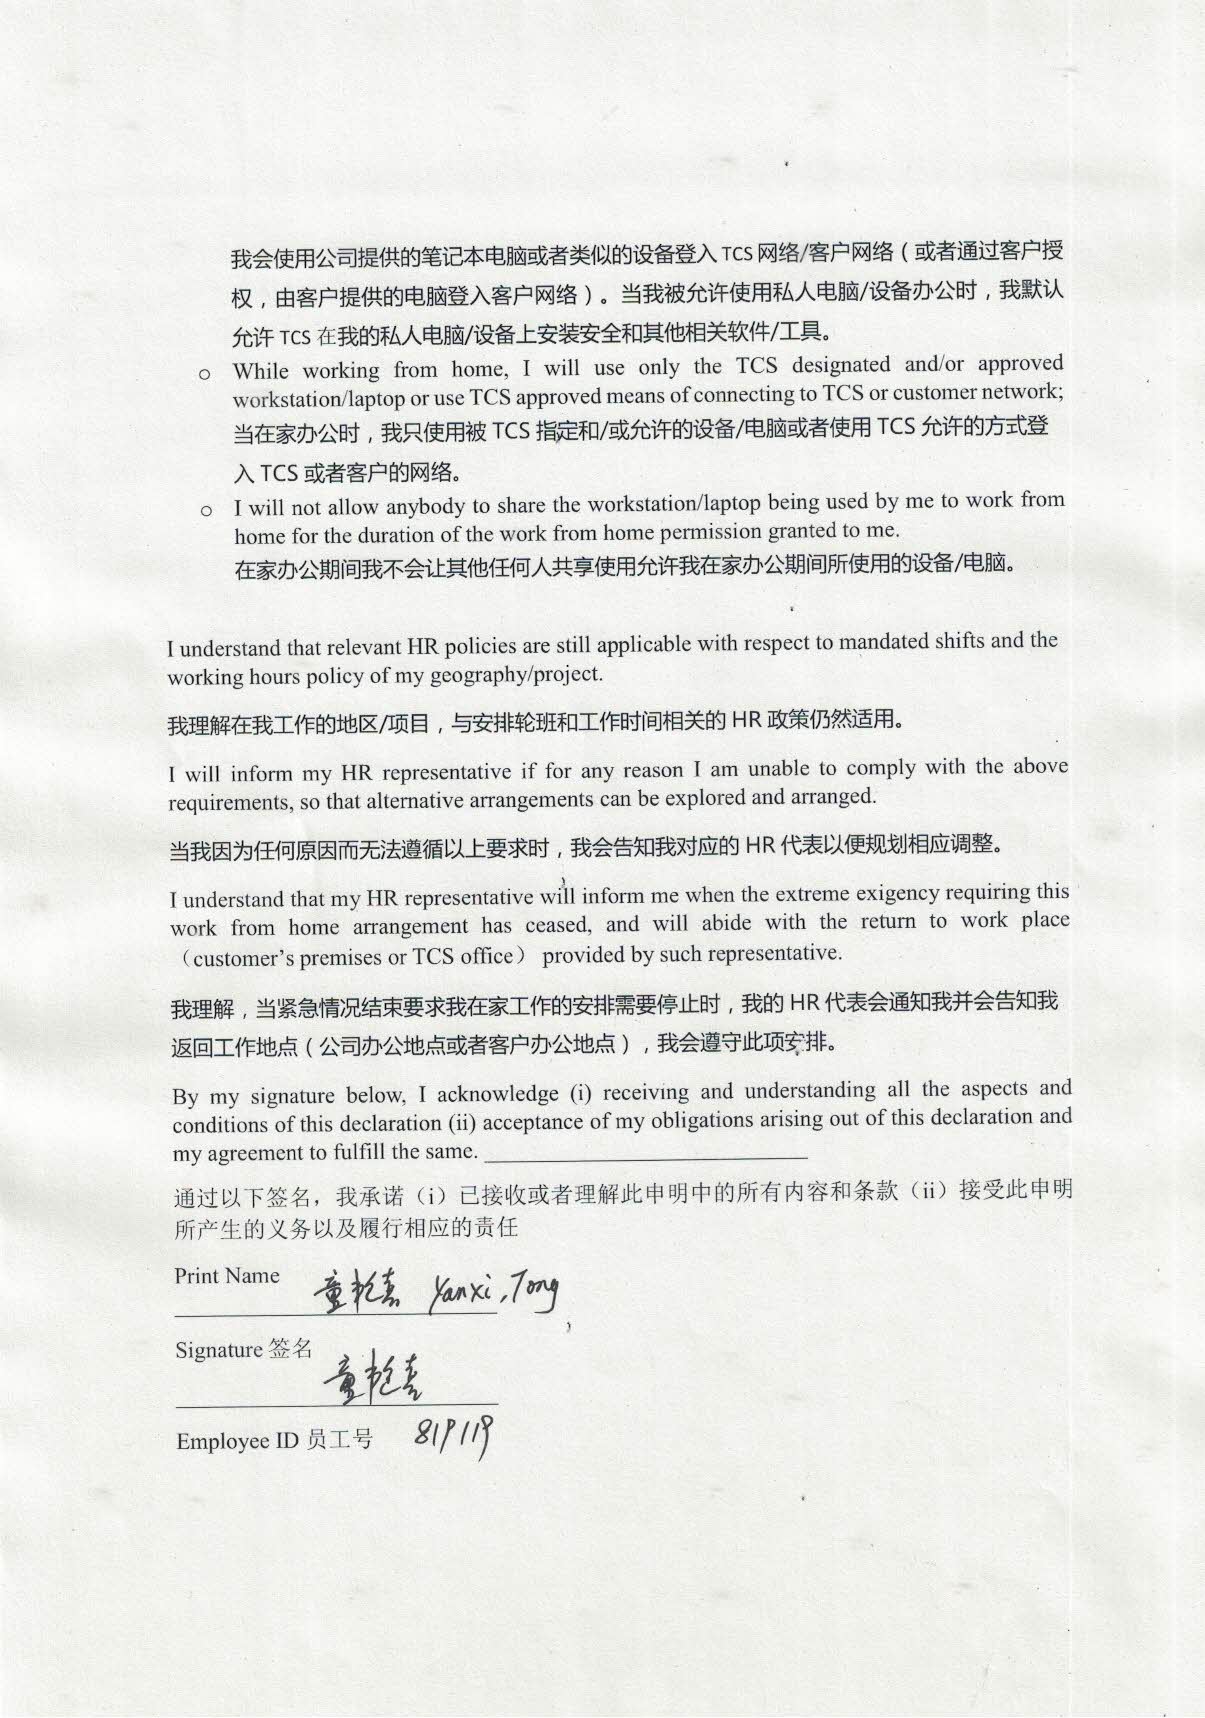 我会使用公司提供的笔记本电脑或者类似的设备登入 TCS 网络/客户网络（或者通过客户授
权，由客户提供的电脑登入客户网络）。当我被允许使用私人电脑/设备办公时，我默认
允许 TCS 在我的私人电脑/设备上安装安全和其他相关软件/工具。
o While working from home, I will use only the TCS designated and/or approved
workstation/laptop or use TCS approved means of connecting to TCS or customer network;
当在家办公时，我只使用被 TCS 指定和/或允许的设备/电脑或者使用 TCS 允许的方式登
入 TCS 或者客户的网络。
o I will not allow anybody to share the workstation/laptop being used by me to work from
home for the duration of the work from home permission granted to me.
在家办公期间我不会让其他任何人共享使用允许我在家办公期间所使用的设备/电脑。
I understand that relevant HR policies are still applicable with respect to mandated shifts and the
working hours policy of my geography/project.
我理解在我工作的地区/项目，与安排轮班和工作时间相关的 HR 政策仍然适用。
I will inform my HR representative if for any reason I am unable to comply with the above
requirements, so that alternative arrangements can be explored and arranged.
当我因为任何原因而无法遵循以上要求时，我会告知我对应的 HR 代表以便规划相应调整。
I understand that my HR representative will inform me when the extreme exigency requiring this
work from home arrangement has ceased, and will abide with the return to work place
（customer's premises or TCS office） provided by such representative.
我理解，当紧急情况结束要求我在家工作的安排需要停止时，我的 HR 代表会通知我并会告知我
返回工作地点（公司办公地点或者客户办公地点），我会遵守此项安排。
By my signature below, I acknowledge (i) receiving and understanding all the aspects and
conditions of this declaration (ii) acceptance of my obligations arising out of this declaration and
my agreement to fulfill the same.
通过以下签名，我承诺（i）已接收或者理解此申明中的所有内容和条款（ii）接受此申明
所产生的义务以及履行相应的责任
Print Name 童艳喜 Yanxi, Tong
Signature 签名 童艳喜
Employee ID 员工号 819119